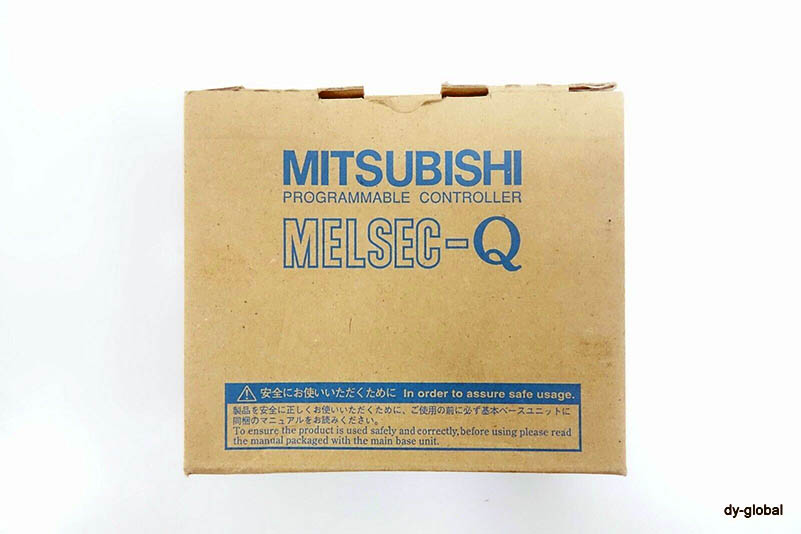 MITSUBISHI
PROGRAMMABLE CONTROLLER
MELSEC-Q
安全にお使いいただくために In order to assure safe usage.
製品を安全に正しくお使いいただくために、ご使用の前に必ず基本ベースユニットに
同梱のマニュアルをお読みください。
To ensure the product is used safely and correctly,before using please read
the manual packaged with the main base unit.
dy-global